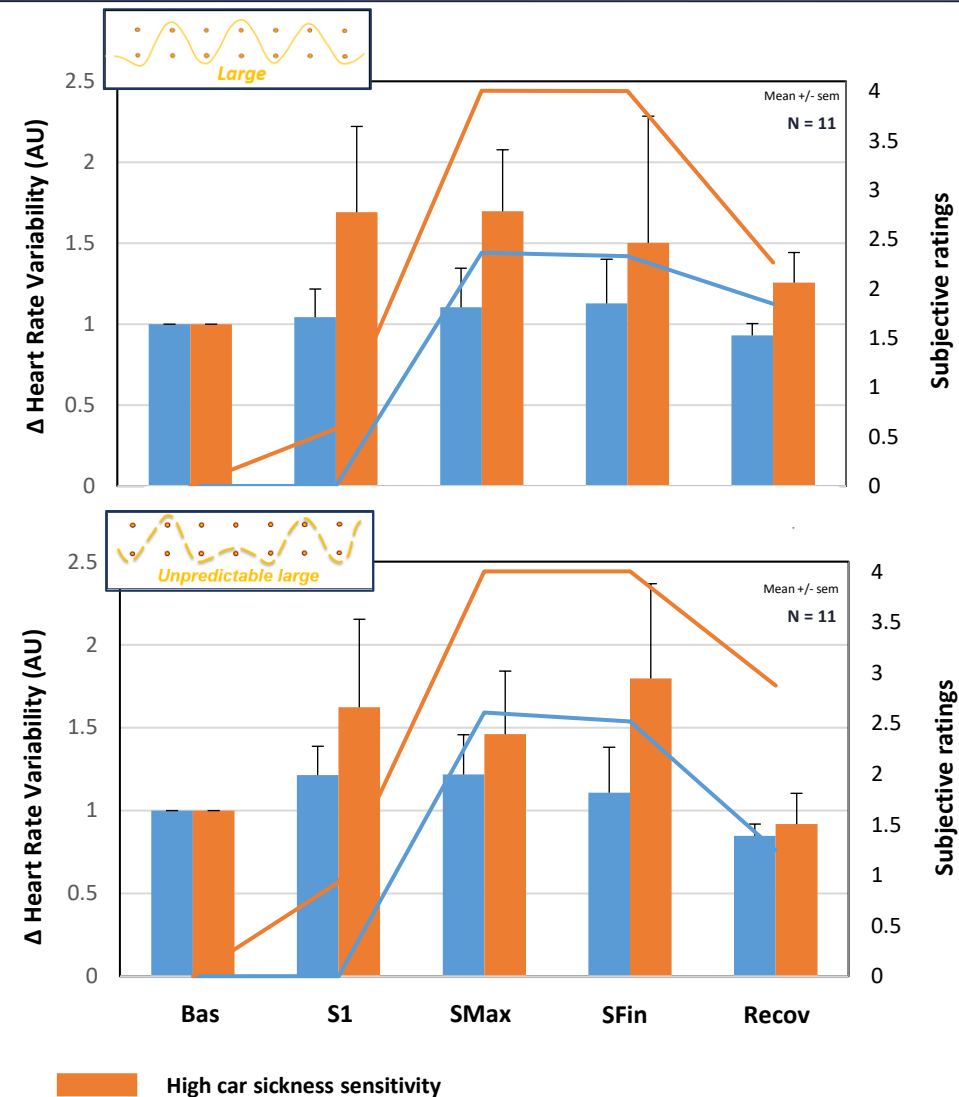 Large
2.5
2
1.5
1
0.5
0
Δ Heart Rate Variability (AU)
Mean +/- sem
N = 11
4
3.5
3
2.5
2
1.5
1
0.5
0
Subjective ratings
Unpredictable large
2.5
2
1.5
1
0.5
0
Δ Heart Rate Variability (AU)
Mean +/- sem
N = 11
4
3.5
3
2.5
2
1.5
1
0.5
0
Subjective ratings
Bas S1 SMax SFin Recov
High car sickness sensitivity